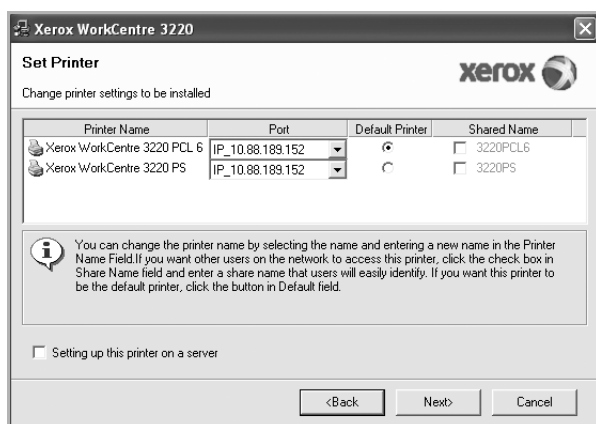 Xerox WorkCentre 3220
Set Printer
Change printer settings to be installed
xerox
Printer Name Port Default Printer Shared Name
Xerox WorkCentre 3220 PCL 6 IP_10.88.189.152 3220PCL6
Xerox WorkCentre 3220 PS IP_10.88.189.152 3220PS
You can change the printer name by selecting the name and entering a new name in the Printer
Name Field.If you want other users on the network to access this printer, click the check box in
Share Name field and enter a share name that users will easily identify. If you want this printer to
be the default printer, click the button in Default field.
Setting up this printer on a server
<Back Next> Cancel